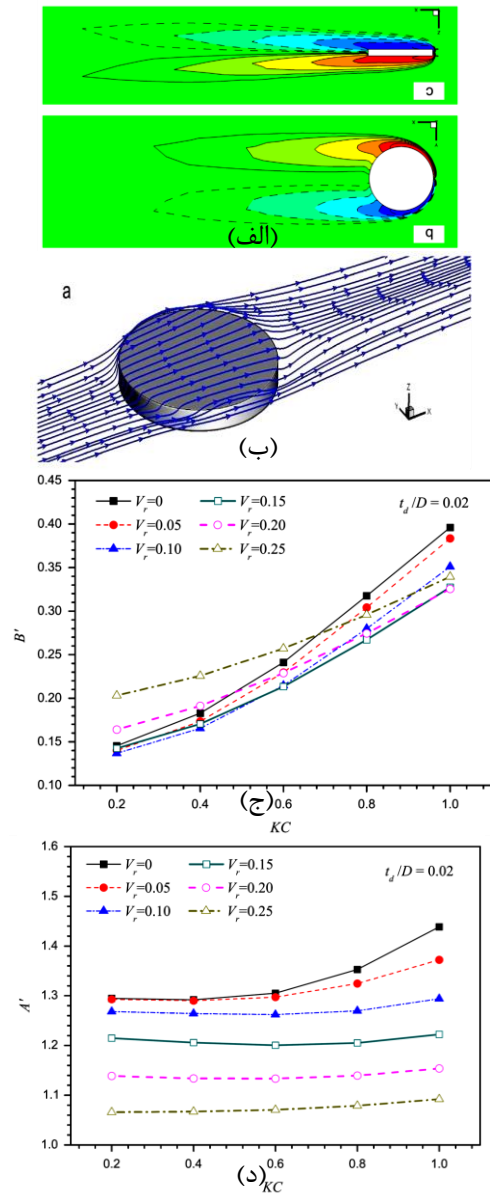 c
(الف)
b
a
Z
Y
X
(ب)
V_r=0 V_r=0.15 t_d/D = 0.02
V_r=0.05 V_r=0.20
V_r=0.10 V_r=0.25
B'
0.45
0.40
0.35
0.30
0.25
0.20
0.15
0.10
0.2 0.4 0.6 0.8 1.0
(ج)
KC
V_r=0 V_r=0.15 t_d/D = 0.02
V_r=0.05 V_r=0.20
V_r=0.10 V_r=0.25
A'
1.6
1.5
1.4
1.3
1.2
1.1
1.0
0.2 0.4 0.6 0.8 1.0
(د)
KC